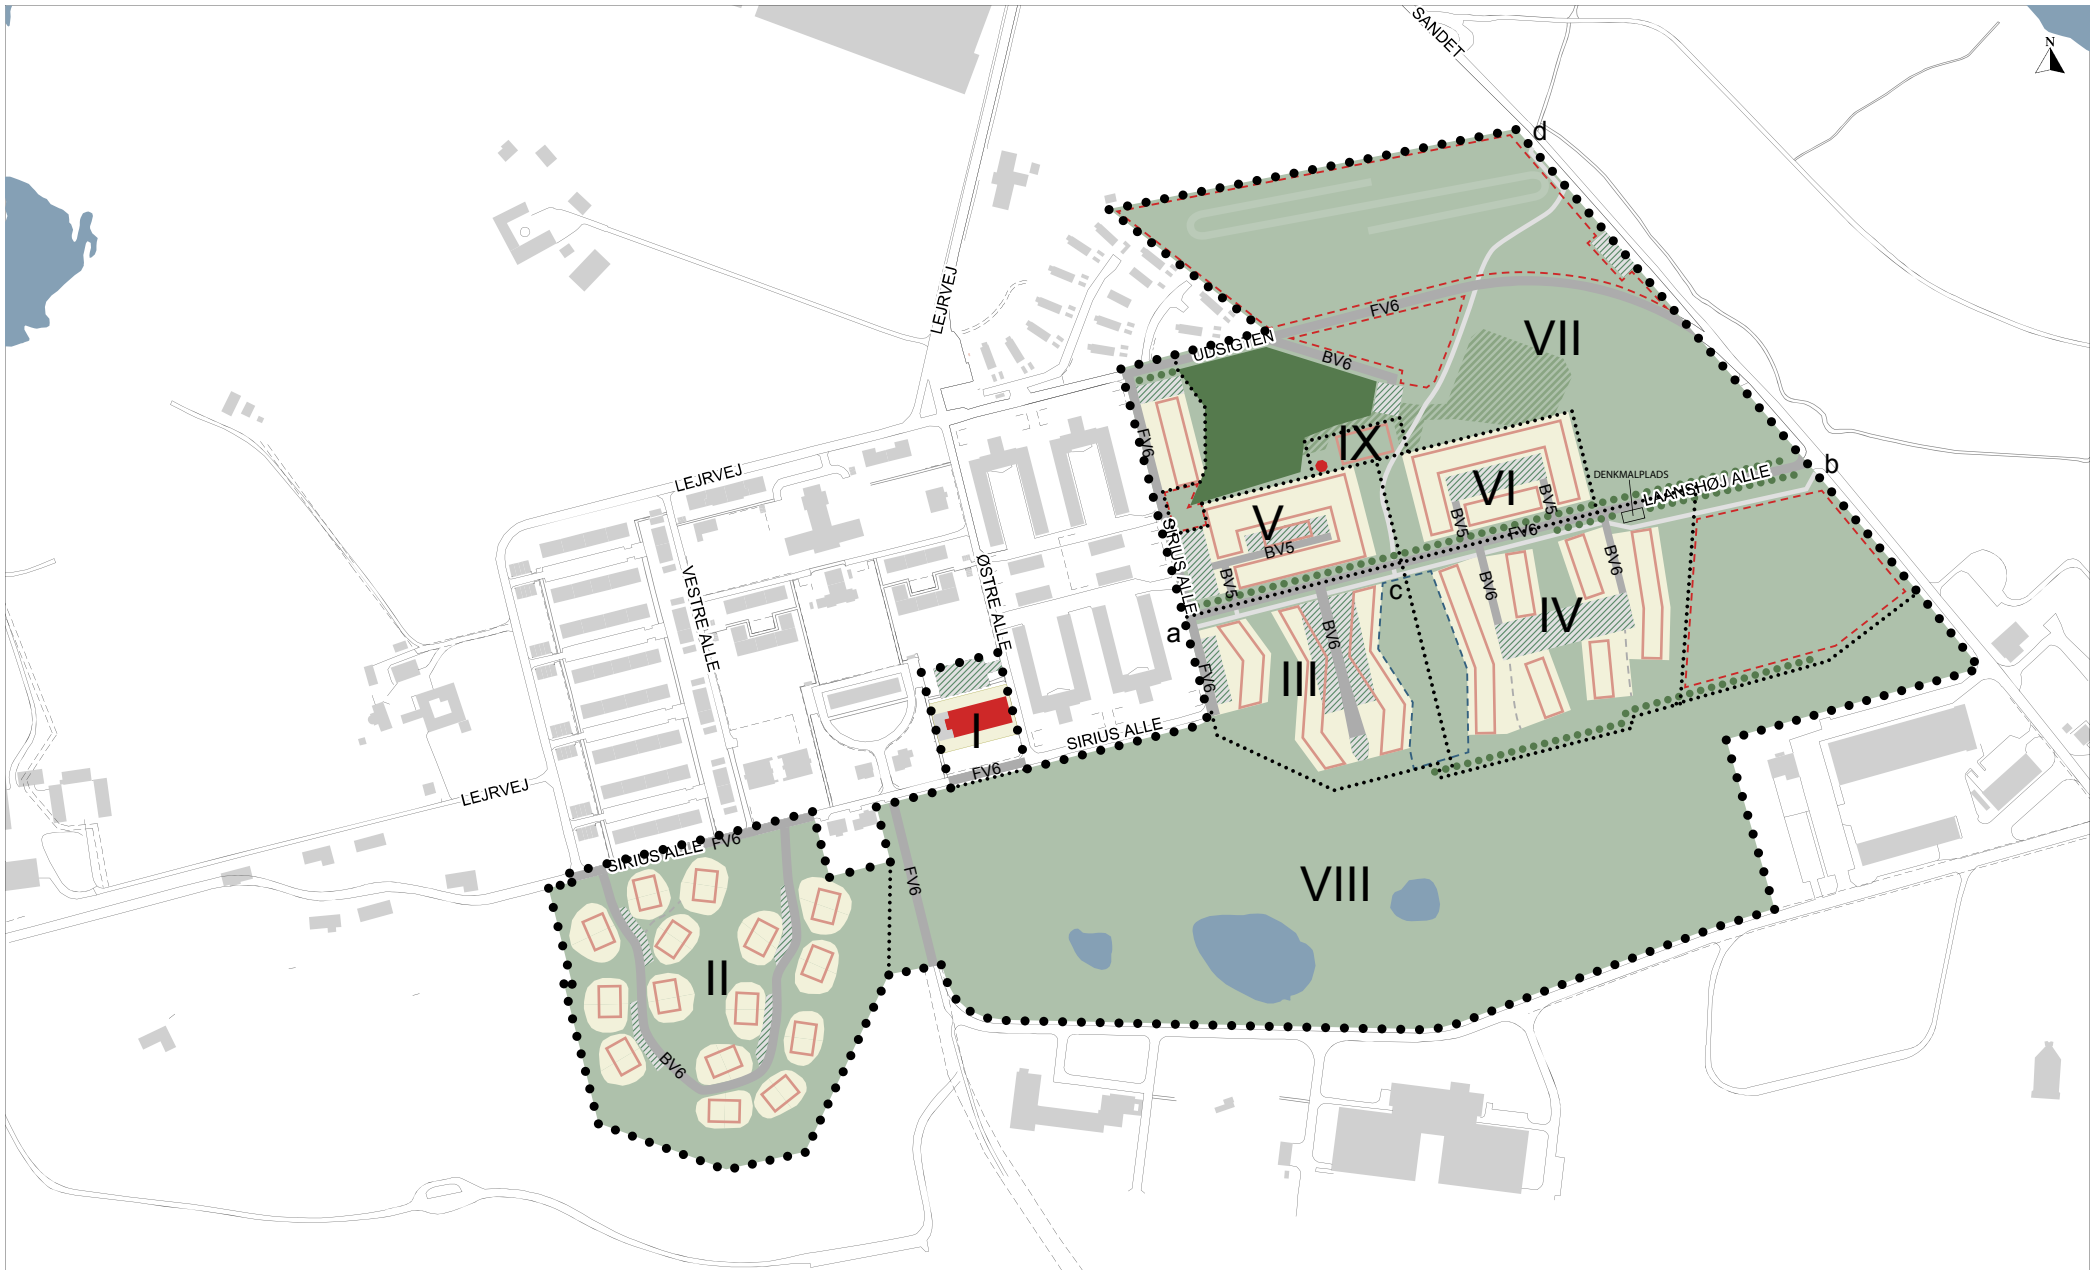 SANDET
N
d
LEJRVEJ
FV6
VII
UDSIGTEN
BV6
FV6
IX
b
LEJRVEJ
DENKMALPLADS
LAANSHØJ ALLE
VI
BV5
BV5
V
BV5
FV6
SIRIUS ALLE
ØSTRE ALLE
VESTRE ALLE
BV5
c
BV6
BV6
IV
a
BV6
III
FV6
I
SIRIUS ALLE
FV6
LEJRVEJ
SIRIUS ALLE
FV6
FV6
VIII
II
BV6